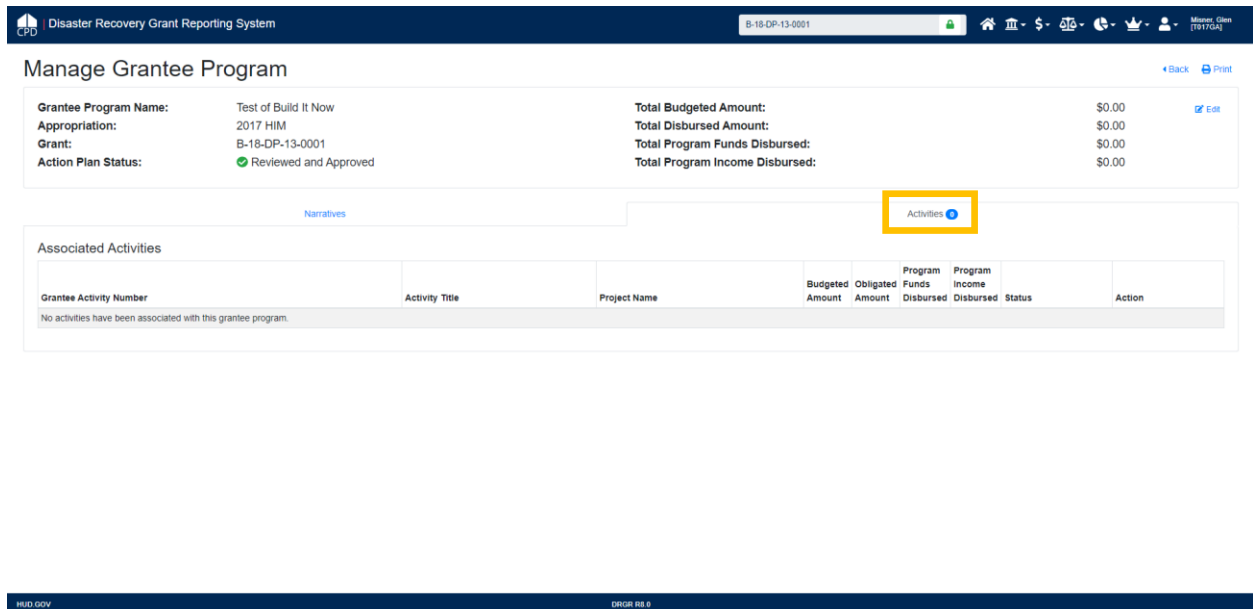 CPD | Disaster Recovery Grant Reporting System B-18-DP-13-0001 $ Misner, Glen
[T017GA]
Manage Grantee Program Back Print
Grantee Program Name: Test of Build It Now Total Budgeted Amount: $0.00 Edit
Appropriation: 2017 HIM Total Disbursed Amount: $0.00
Grant: B-18-DP-13-0001 Total Program Funds Disbursed: $0.00
Action Plan Status: Reviewed and Approved Total Program Income Disbursed: $0.00
Narratives Activities 0
Associated Activities
Grantee Activity Number Activity Title Project Name Budgeted Amount Obligated Amount Program Funds Disbursed Program Income Disbursed Status Action
No activities have been associated with this grantee program.
HUD.GOV DRGR R8.0